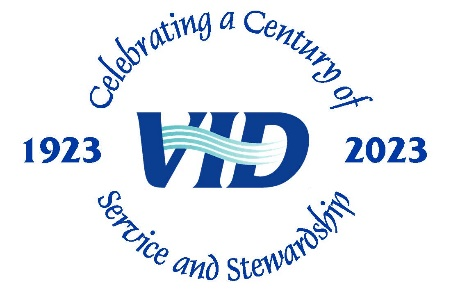 Celebrating a Century of
1923 VID 2023
Service and Stewardship